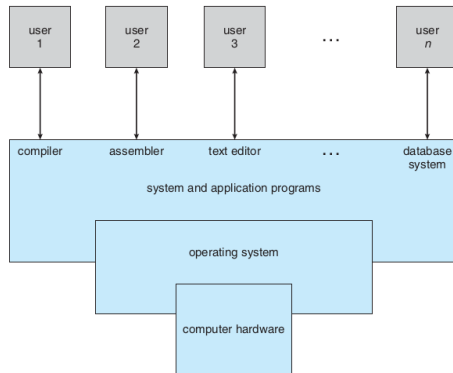 user
1
user
2
user
3
...
user
n
compiler
assembler
text editor
...
database
system
system and application programs
operating system
computer hardware